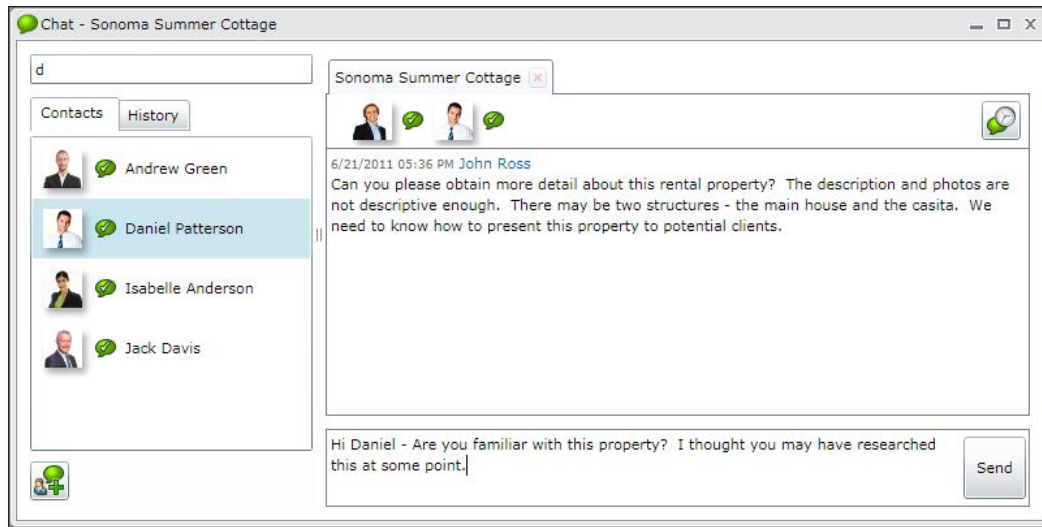 Chat - Sonoma Summer Cottage
d
Contacts
History
Andrew Green
Daniel Patterson
Isabelle Anderson
Jack Davis
Sonoma Summer Cottage
6/21/2011 05:36 PM John Ross
Can you please obtain more detail about this rental property?  The description and photos are
not descriptive enough.  There may be two structures - the main house and the casita.  We
need to know how to present this property to potential clients.
Hi Daniel - Are you familiar with this property?  I thought you may have researched
this at some point.
Send